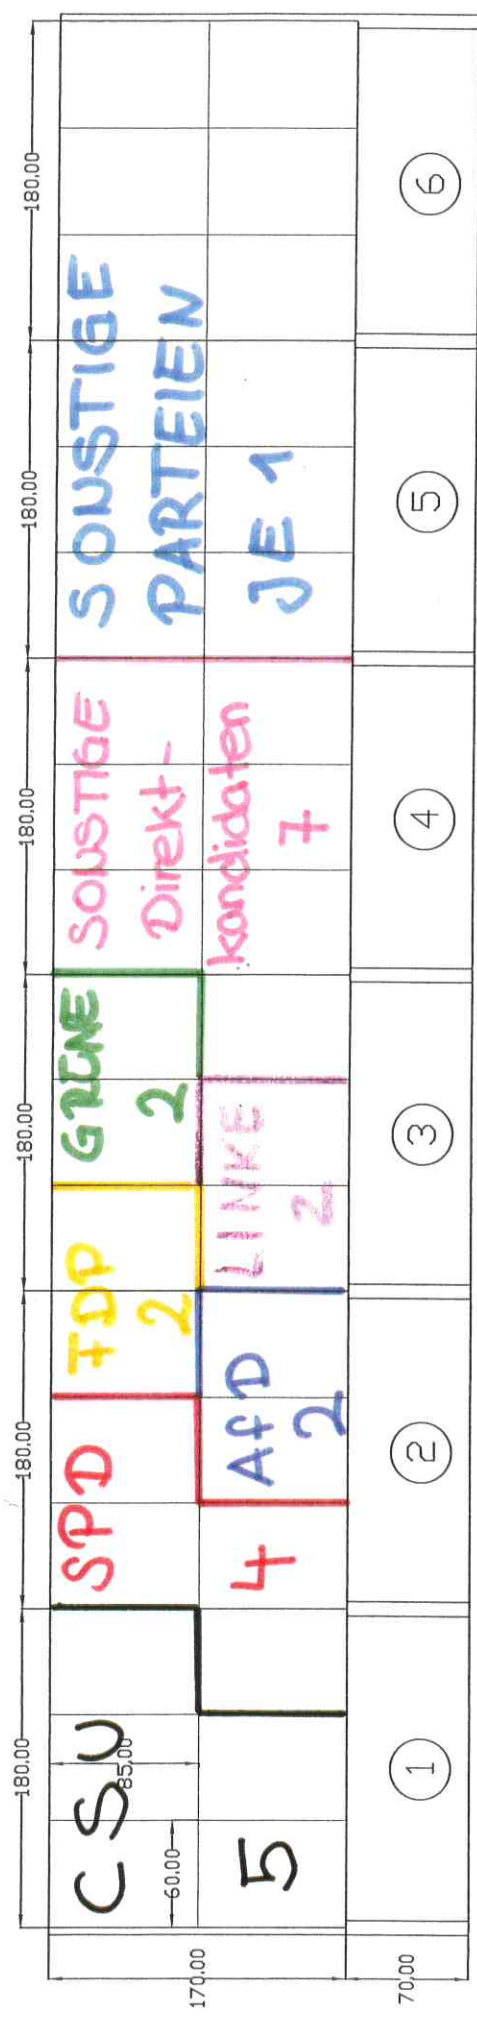 180.00 180.00 180.00 180.00 180.00 180.00
CSU
5
85.00
60.00
170.00
70.00
SPD
4
FDP
2
AfD
2
GRÜNE
2
LINKE
2
SONSTIGE
Direkt-
kandidaten
7
SONSTIGE
PARTEIEN
JE 1
1 2 3 4 5 6